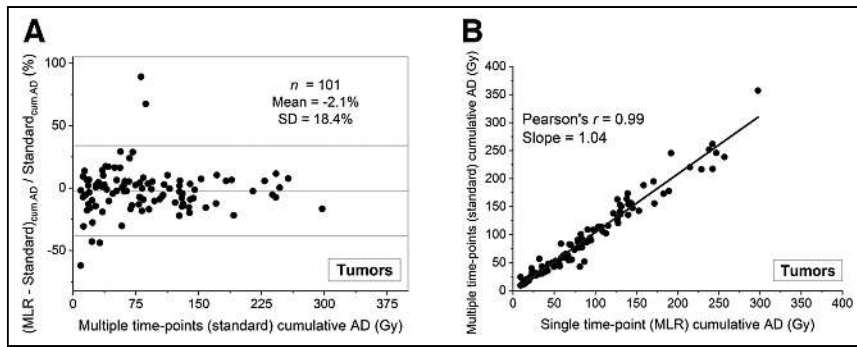 A
(MLR - Standard)cum.AD / Standardcum.AD (%)
100
50
0
-50
n = 101
Mean = -2.1%
SD = 18.4%
Tumors
0 75 150 225 300 375
Multiple time-points (standard) cumulative AD (Gy)
B
Multiple time-points (standard) cumulative AD (Gy)
400
350
300
250
200
150
100
50
0
Pearson's r = 0.99
Slope = 1.04
Tumors
0 50 100 150 200 250 300 350 400
Single time-point (MLR) cumulative AD (Gy)